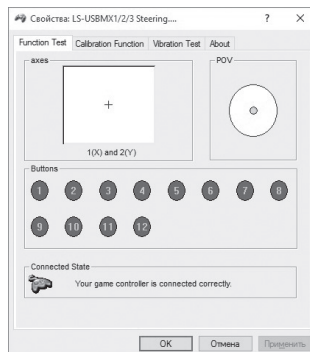 Свойства: LS-USBMX1/2/3 Steering....
Function Test Calibration Function Vibration Test About
axes
POV
1(X) and 2(Y)
Buttons
1 2 3 4 5 6 7 8
9 10 11 12
Connected State
Your game controller is connected correctly.
OK Отмена Применить